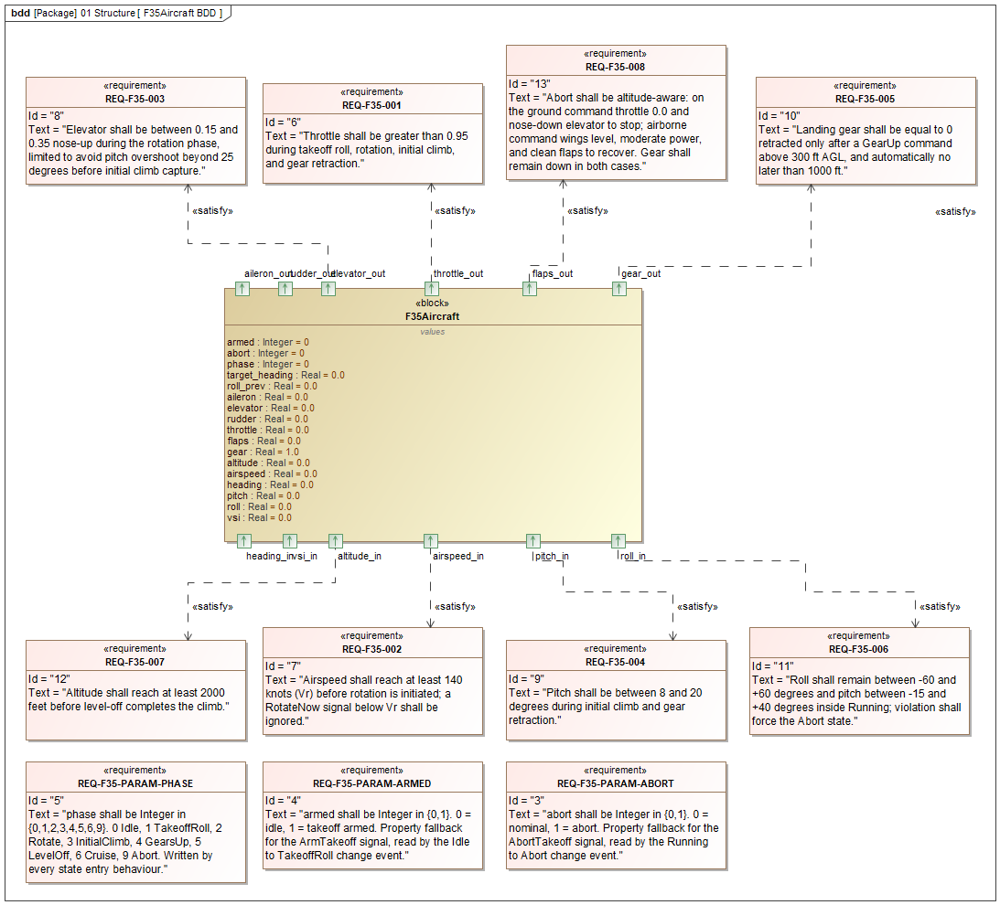 bdd [Package] 01 Structure [ F35Aircraft BDD ]
«requirement»
REQ-F35-003
Id = "8"
Text = "Elevator shall be between 0.15 and
0.35 nose-up during the rotation phase,
limited to avoid pitch overshoot beyond 25
degrees before initial climb capture."
«requirement»
REQ-F35-001
Id = "6"
Text = "Throttle shall be greater than 0.95
during takeoff roll, rotation, initial climb,
and gear retraction."
«requirement»
REQ-F35-008
Id = "13"
Text = "Abort shall be altitude-aware: on
the ground command throttle 0.0 and
nose-down elevator to stop; airborne
command wings level, moderate power,
and clean flaps to recover. Gear shall
remain down in both cases."
«requirement»
REQ-F35-005
Id = "10"
Text = "Landing gear shall be equal to 0
retracted only after a GearUp command
above 300 ft AGL, and automatically no
later than 1000 ft."
«satisfy»
«satisfy»
«satisfy»
«satisfy»
aileron_out
rudder_out
elevator_out
throttle_out
flaps_out
gear_out
«block»
F35Aircraft
values
armed : Integer = 0
abort : Integer = 0
phase : Integer = 0
target_heading : Real = 0.0
roll_prev : Real = 0.0
aileron : Real = 0.0
elevator : Real = 0.0
rudder : Real = 0.0
throttle : Real = 0.0
flaps : Real = 0.0
gear : Real = 1.0
altitude : Real = 0.0
airspeed : Real = 0.0
heading : Real = 0.0
pitch : Real = 0.0
roll : Real = 0.0
vsi : Real = 0.0
heading_in
vsi_in
altitude_in
airspeed_in
pitch_in
roll_in
«satisfy»
«satisfy»
«satisfy»
«satisfy»
«requirement»
REQ-F35-007
Id = "12"
Text = "Altitude shall reach at least 2000
feet before level-off completes the climb."
«requirement»
REQ-F35-002
Id = "7"
Text = "Airspeed shall reach at least 140
knots (Vr) before rotation is initiated; a
RotateNow signal below Vr shall be
ignored."
«requirement»
REQ-F35-004
Id = "9"
Text = "Pitch shall be between 8 and 20
degrees during initial climb and gear
retraction."
«requirement»
REQ-F35-006
Id = "11"
Text = "Roll shall remain between -60 and
+60 degrees and pitch between -15 and
+40 degrees inside Running; violation shall
force the Abort state."
«requirement»
REQ-F35-PARAM-PHASE
Id = "5"
Text = "phase shall be Integer in
{0,1,2,3,4,5,6,9}. 0 Idle, 1 TakeoffRoll, 2
Rotate, 3 InitialClimb, 4 GearsUp, 5
LevelOff, 6 Cruise, 9 Abort. Written by
every state entry behaviour."
«requirement»
REQ-F35-PARAM-ARMED
Id = "4"
Text = "armed shall be Integer in {0,1}. 0 =
idle, 1 = takeoff armed. Property fallback
for the ArmTakeoff signal, read by the Idle
to TakeoffRoll change event."
«requirement»
REQ-F35-PARAM-ABORT
Id = "3"
Text = "abort shall be Integer in {0,1}. 0 =
nominal, 1 = abort. Property fallback for the
AbortTakeoff signal, read by the Running
to Abort change event."